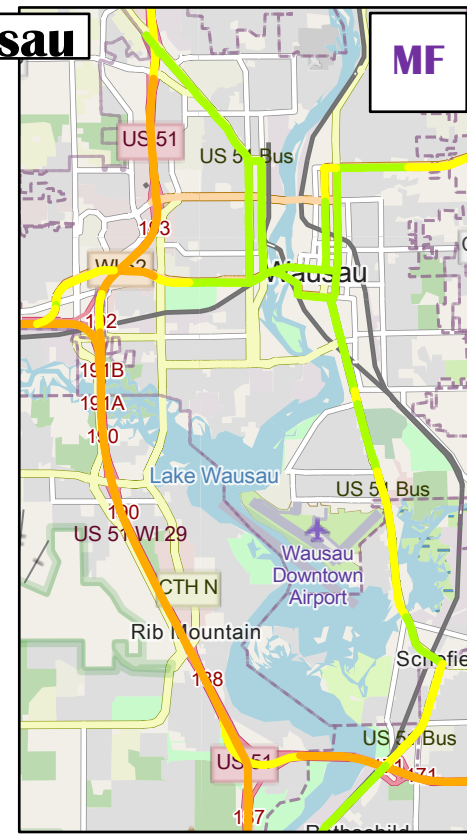 sau
MF
US 51
US 51 Bus
193
Wausau
192
191B
191A
190
Lake Wausau
US 51 Bus
190
US 51 WI 29
Wausau
Downtown
Airport
CTH N
Rib Mountain
Schofie
188
US 51 Bus
US 51
171
187
Rothschild